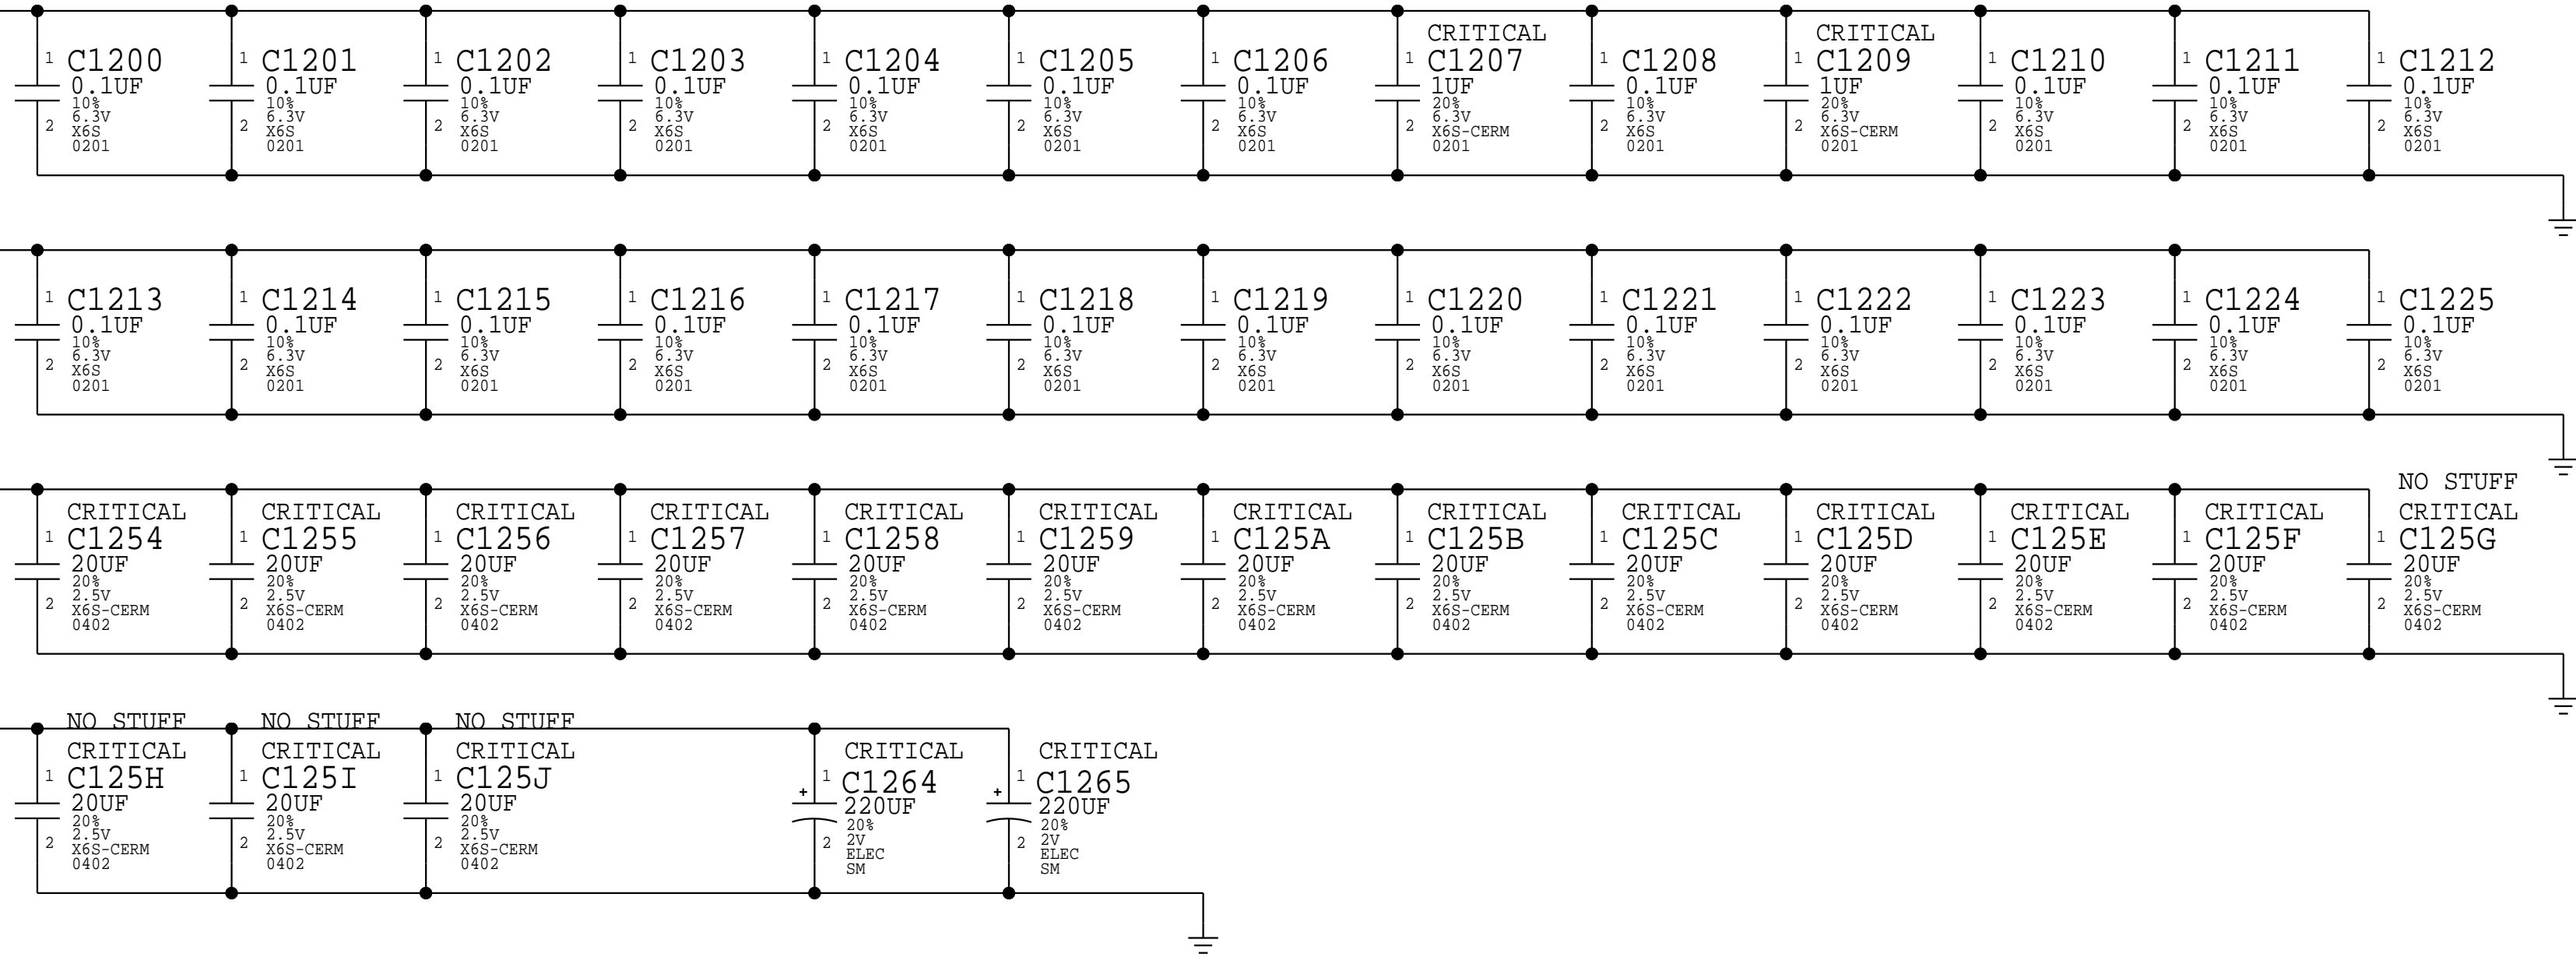 CRITICAL CRITICAL
1 C1200 1 C1201 1 C1202 1 C1203 1 C1204 1 C1205 1 C1206 1 C1207 1 C1208 1 C1209 1 C1210 1 C1211 1 C1212
0.1UF 0.1UF 0.1UF 0.1UF 0.1UF 0.1UF 0.1UF 1UF 0.1UF 1UF 0.1UF 0.1UF 0.1UF
10% 10% 10% 10% 10% 10% 10% 20% 10% 20% 10% 10% 10%
6.3V 6.3V 6.3V 6.3V 6.3V 6.3V 6.3V 6.3V 6.3V 6.3V 6.3V 6.3V 6.3V
2 X6S 2 X6S 2 X6S 2 X6S 2 X6S 2 X6S 2 X6S 2 X6S-CERM 2 X6S 2 X6S-CERM 2 X6S 2 X6S 2 X6S
0201 0201 0201 0201 0201 0201 0201 0201 0201 0201 0201 0201 0201
1 C1213 1 C1214 1 C1215 1 C1216 1 C1217 1 C1218 1 C1219 1 C1220 1 C1221 1 C1222 1 C1223 1 C1224 1 C1225
0.1UF 0.1UF 0.1UF 0.1UF 0.1UF 0.1UF 0.1UF 0.1UF 0.1UF 0.1UF 0.1UF 0.1UF 0.1UF
10% 10% 10% 10% 10% 10% 10% 10% 10% 10% 10% 10% 10%
6.3V 6.3V 6.3V 6.3V 6.3V 6.3V 6.3V 6.3V 6.3V 6.3V 6.3V 6.3V 6.3V
2 X6S 2 X6S 2 X6S 2 X6S 2 X6S 2 X6S 2 X6S 2 X6S 2 X6S 2 X6S 2 X6S 2 X6S 2 X6S
0201 0201 0201 0201 0201 0201 0201 0201 0201 0201 0201 0201 0201
NO STUFF
CRITICAL CRITICAL CRITICAL CRITICAL CRITICAL CRITICAL CRITICAL CRITICAL CRITICAL CRITICAL CRITICAL CRITICAL CRITICAL
1 C1254 1 C1255 1 C1256 1 C1257 1 C1258 1 C1259 1 C125A 1 C125B 1 C125C 1 C125D 1 C125E 1 C125F 1 C125G
20UF 20UF 20UF 20UF 20UF 20UF 20UF 20UF 20UF 20UF 20UF 20UF 20UF
20% 20% 20% 20% 20% 20% 20% 20% 20% 20% 20% 20% 20%
2.5V 2.5V 2.5V 2.5V 2.5V 2.5V 2.5V 2.5V 2.5V 2.5V 2.5V 2.5V 2.5V
2 X6S-CERM 2 X6S-CERM 2 X6S-CERM 2 X6S-CERM 2 X6S-CERM 2 X6S-CERM 2 X6S-CERM 2 X6S-CERM 2 X6S-CERM 2 X6S-CERM 2 X6S-CERM 2 X6S-CERM 2 X6S-CERM
0402 0402 0402 0402 0402 0402 0402 0402 0402 0402 0402 0402 0402
NO STUFF NO STUFF NO STUFF
CRITICAL CRITICAL CRITICAL CRITICAL CRITICAL
1 C125H 1 C125I 1 C125J 1 C1264 1 C1265
20UF 20UF 20UF + 220UF + 220UF
20% 20% 20% 20% 20%
2.5V 2.5V 2.5V 2V 2V
2 X6S-CERM 2 X6S-CERM 2 X6S-CERM 2 ELEC 2 ELEC
0402 0402 0402 SM SM